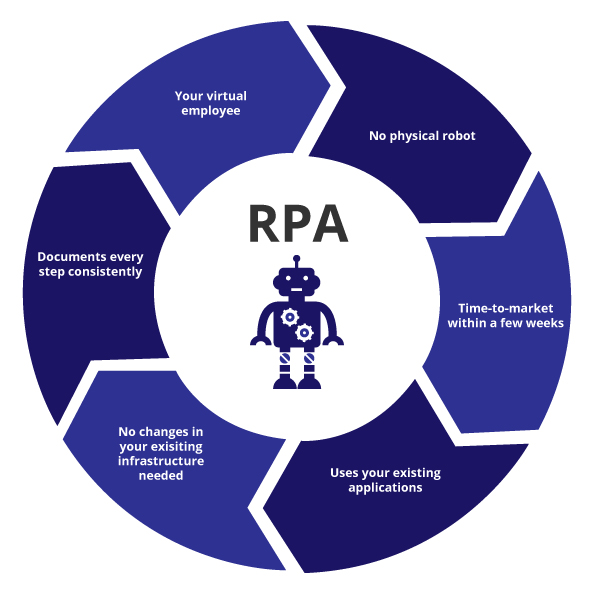 RPA
Your virtual
employee
No physical robot
Time-to-market
within a few weeks
Uses your existing
applications
No changes in
your exisiting
infrastructure
needed
Documents every
step consistently